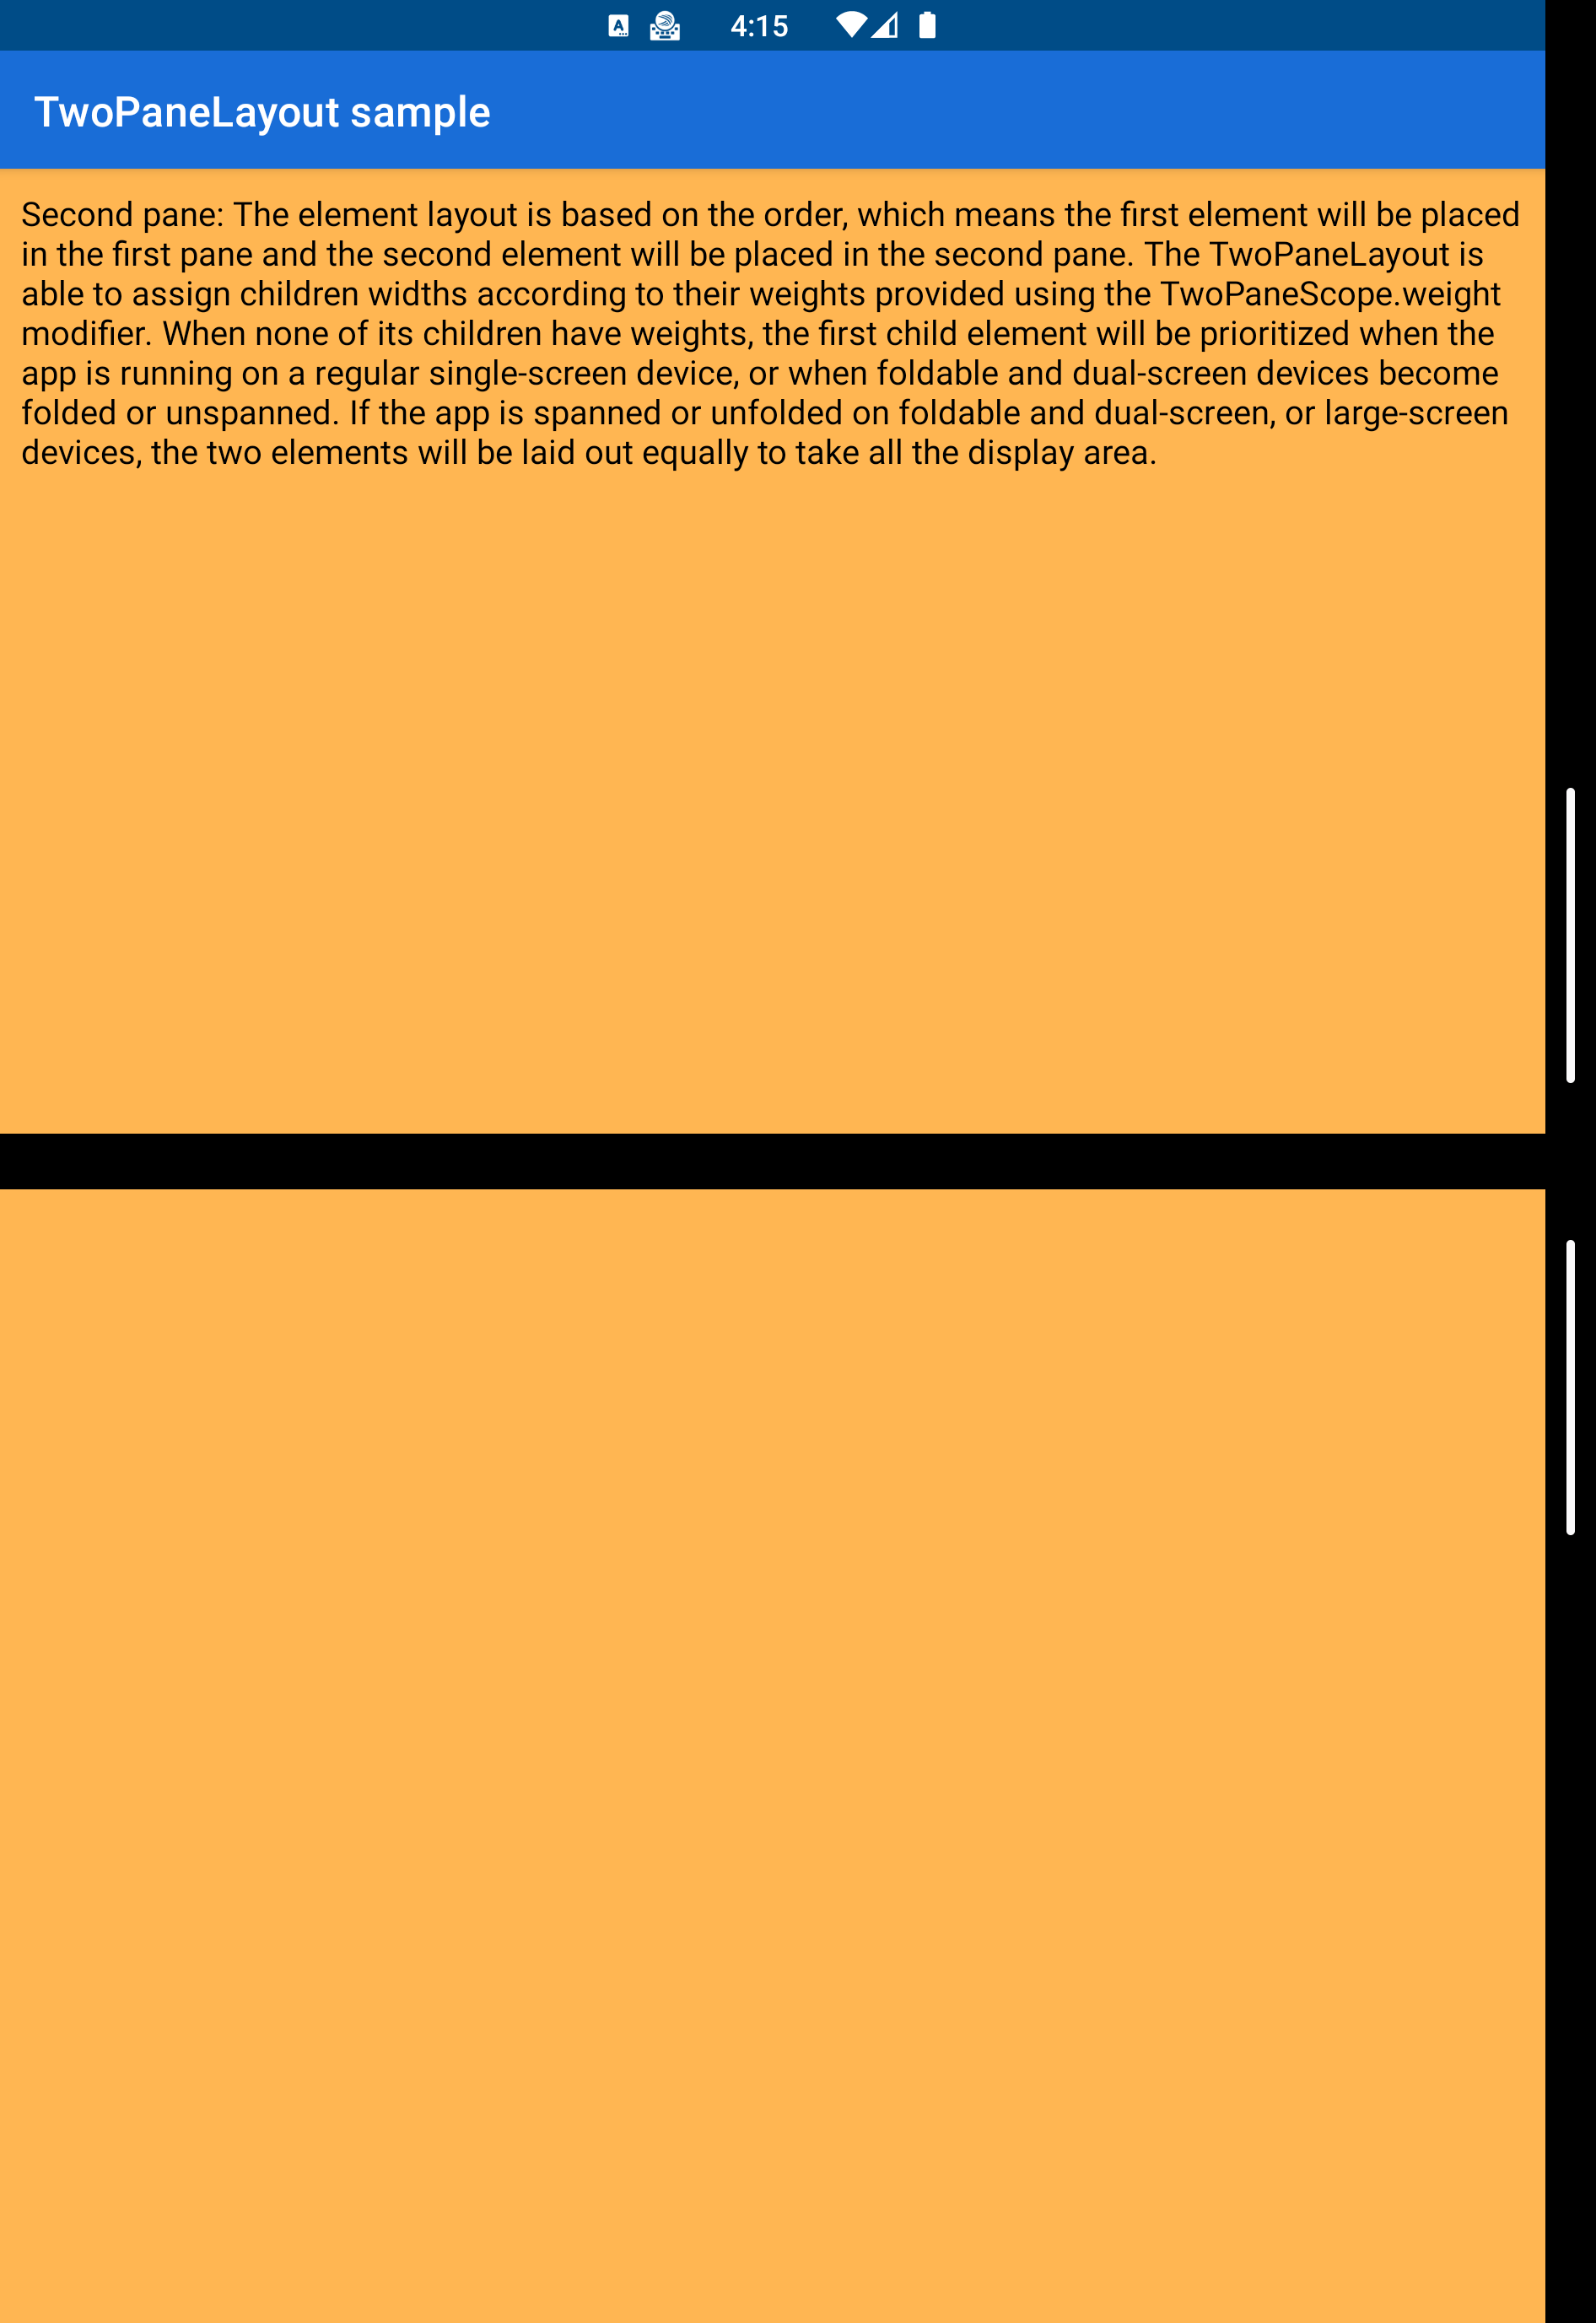 4:15
TwoPaneLayout sample
Second pane: The element layout is based on the order, which means the first element will be placed
in the first pane and the second element will be placed in the second pane. The TwoPaneLayout is
able to assign children widths according to their weights provided using the TwoPaneScope.weight
modifier. When none of its children have weights, the first child element will be prioritized when the
app is running on a regular single-screen device, or when foldable and dual-screen devices become
folded or unspanned. If the app is spanned or unfolded on foldable and dual-screen, or large-screen
devices, the two elements will be laid out equally to take all the display area.